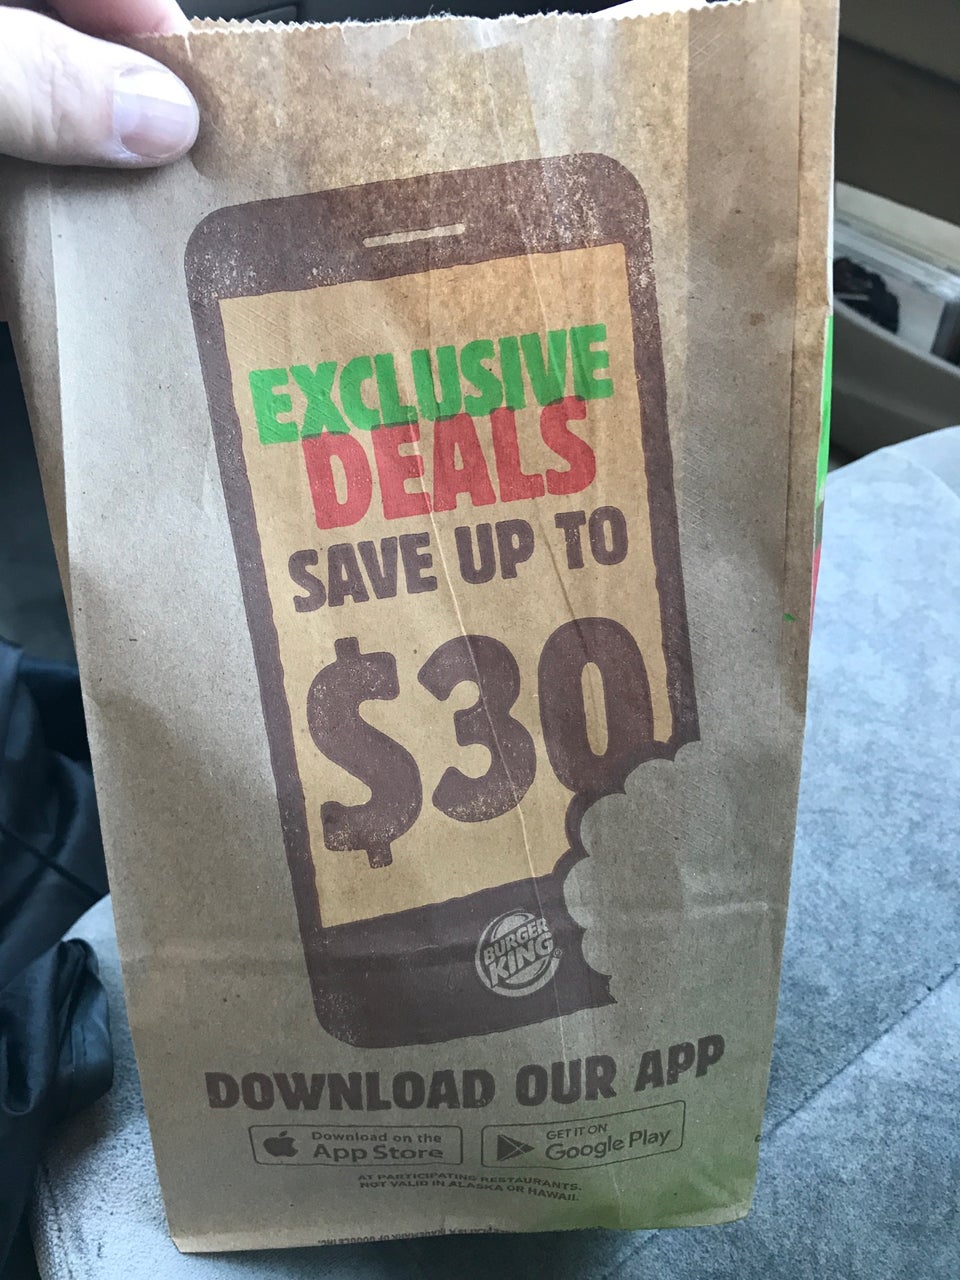 EXCLUSIVE
DEALS
SAVE UP TO
$30
BURGER
KING®
DOWNLOAD OUR APP
Download on the
App Store
GET IT ON
Google Play
AT PARTICIPATING RESTAURANTS.
NOT VALID IN ALASKA OR HAWAII.